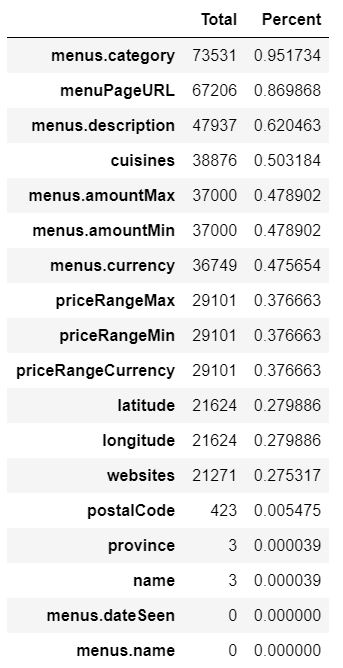 Total Percent
menus.category 73531 0.951734
menuPageURL 67206 0.869868
menus.description 47937 0.620463
cuisines 38876 0.503184
menus.amountMax 37000 0.478902
menus.amountMin 37000 0.478902
menus.currency 36749 0.475654
priceRangeMax 29101 0.376663
priceRangeMin 29101 0.376663
priceRangeCurrency 29101 0.376663
latitude 21624 0.279886
longitude 21624 0.279886
websites 21271 0.275317
postalCode 423 0.005475
province 3 0.000039
name 3 0.000039
menus.dateSeen 0 0.000000
menus.name 0 0.000000